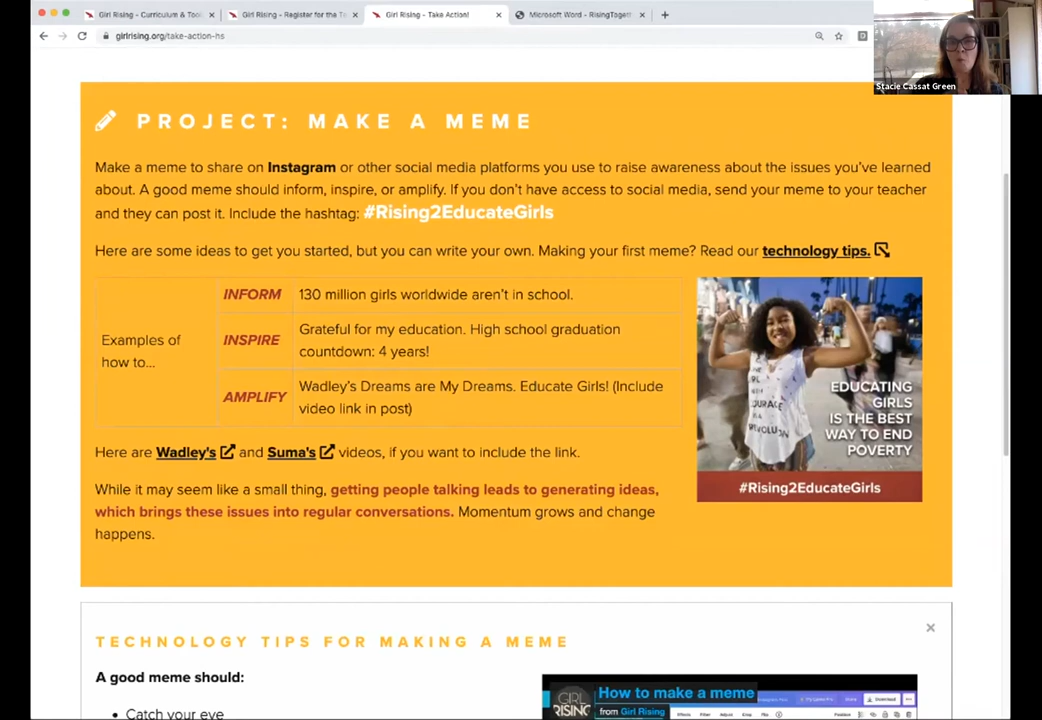 Girl Rising - Curriculum & Tool
Girl Rising - Register for the T
Girl Rising - Take Action!
Microsoft Word - RisingTogeth
girlrising.org/take-action-hs
Stacie Cassat Green
PROJECT: MAKE A MEME
Make a meme to share on Instagram or other social media platforms you use to raise awareness about the issues you've learned
about. A good meme should inform, inspire, or amplify. If you don't have access to social media, send your meme to your teacher
and they can post it. Include the hashtag: #Rising2EducateGirls
Here are some ideas to get you started, but you can write your own. Making your first meme? Read our technology tips.
Examples of
how to...
INFORM
130 million girls worldwide aren't in school.
INSPIRE
Grateful for my education. High school graduation
countdown: 4 years!
AMPLIFY
Wadley's Dreams are My Dreams. Educate Girls! (Include
video link in post)
EDUCATING
GIRLS
IS THE BEST
WAY TO END
POVERTY
#Rising2EducateGirls
Here are Wadley's and Suma's videos, if you want to include the link.
While it may seem like a small thing, getting people talking leads to generating ideas,
which brings these issues into regular conversations. Momentum grows and change
happens.
TECHNOLOGY TIPS FOR MAKING A MEME
A good meme should:
• Catch your eye
GIRL
RISING
How to make a meme
from Girl Rising
Download